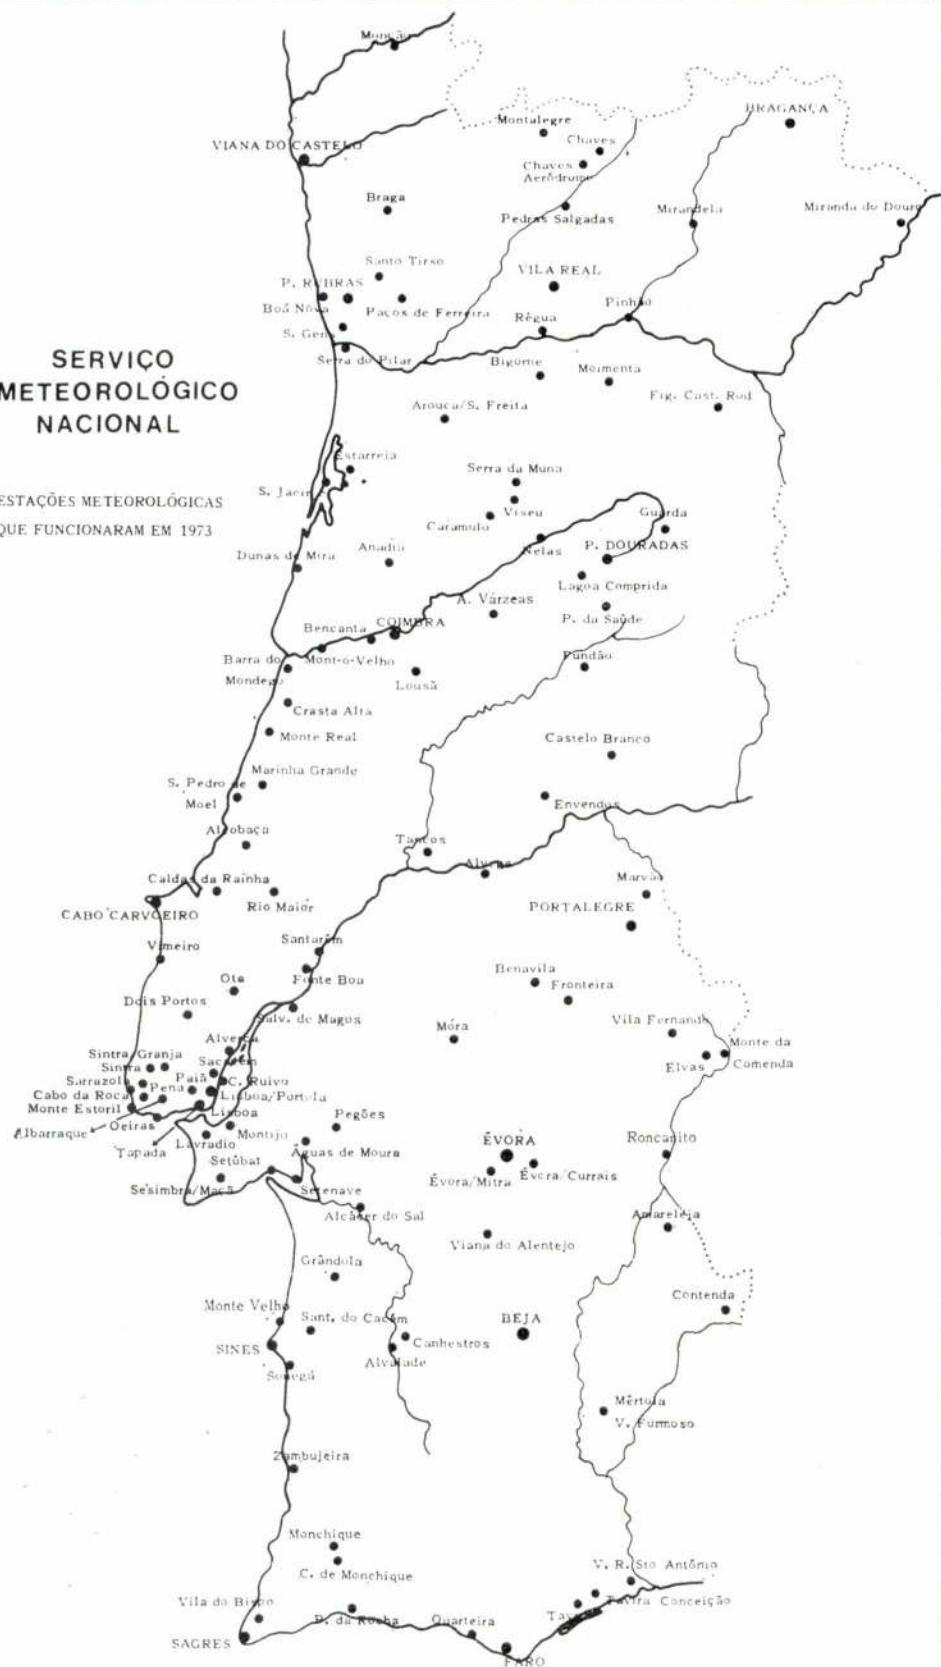 Monção
BRAGANÇA
Montalegre
Chaves
VIANA DO CASTELO
Chaves
Aeródromo
Braga
Pedras Salgadas
Mirandela
Miranda do Douro
Santo Tirso
VILA REAL
P. RUBRAS
Pinhão
Boa Nova
Paços de Ferreira
Régua
S. Gens
Serra do Pilar
Bigorne
Moimenta
SERVIÇO
METEOROLÓGICO
NACIONAL
Fig. Cast. Rod.
Arouca/S. Freita
Estarreja
Serra da Muna
S. Jacin
ESTAÇÕES METEOROLÓGICAS
QUE FUNCIONARAM EM 1973
Viseu
Guarda
Caramulo
Nelas
P. DOURADAS
Dunas de Mira
Anadia
Lagoa Comprida
A. Várzeas
P. da Saúde
Bencanta
COIMBRA
Barra do
Mondego
Mont-o-Velho
Fundão
Lousã
Crasta Alta
Monte Real
Castelo Branco
Marinha Grande
S. Pedro de
Moel
Envendos
Alcobaça
Tancos
Alvega
Caldas da Rainha
Marvão
Rio Maior
PORTALEGRE
CABO CARVOEIRO
Santarém
Vimeiro
Fonte Boa
Benavila
Ota
Fronteira
Dois Portos
Salv. de Magos
Vila Fernando
Móra
Alverca
Monte da
Comenda
Sintra/Granja
Sintra
Sacavém
Elvas
Sarrazola
Paiã
C. Ruivo
Cabo da Roca
Pena
Lisboa/Portela
Monte Estoril
Lisboa
Pegões
Albarraque
Oeiras
Tapada
Lavradio
Montijo
ÉVORA
Roncanito
Águas de Moura
Setúbal
Évora/Mitra
Évora/Currais
Sesimbra/Maçã
Setenave
Alcácer do Sal
Amareleja
Viana do Alentejo
Grândola
Contenda
Monte Velho
Sant. do Cacém
BEJA
SINES
Canhestros
Alvalade
Sonegá
Mértola
V. Formoso
Zambujeira
Monchique
C. de Monchique
V. R. Sto António
Vila do Bispo
P. da Rocha
Quarteira
Tavira
Tavira Conceição
SAGRES
FARO